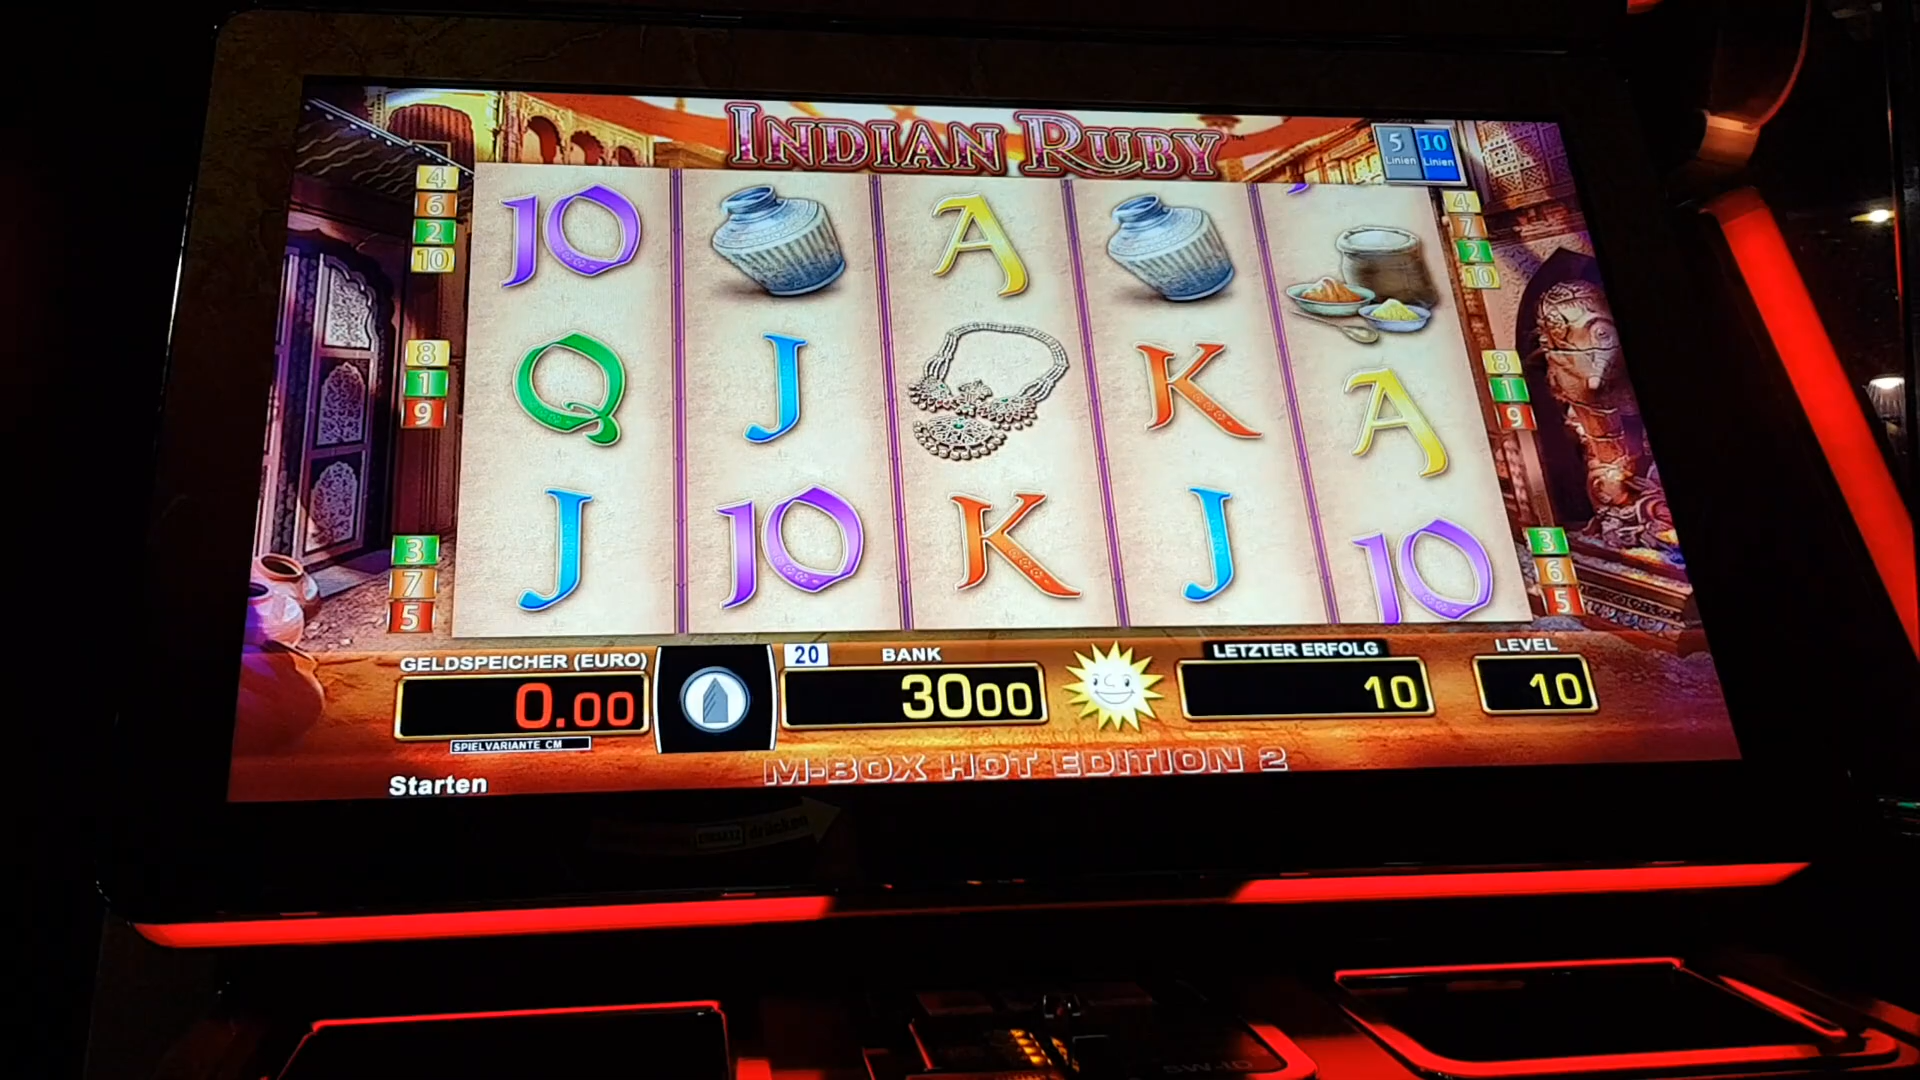 INDIAN RUBY™
5 Linien 10 Linien
4
6
2
10
8
1
9
3
7
5
10 A
Q J K A
J 10 K J 10
4
7
2
10
8
1
9
3
6
5
GELDSPEICHER (EURO) 20 BANK LETZTER ERFOLG LEVEL
0.00 3000 10 10
SPIELVARIANTE CM
M-BOX HOT EDITION 2
Starten
drücken